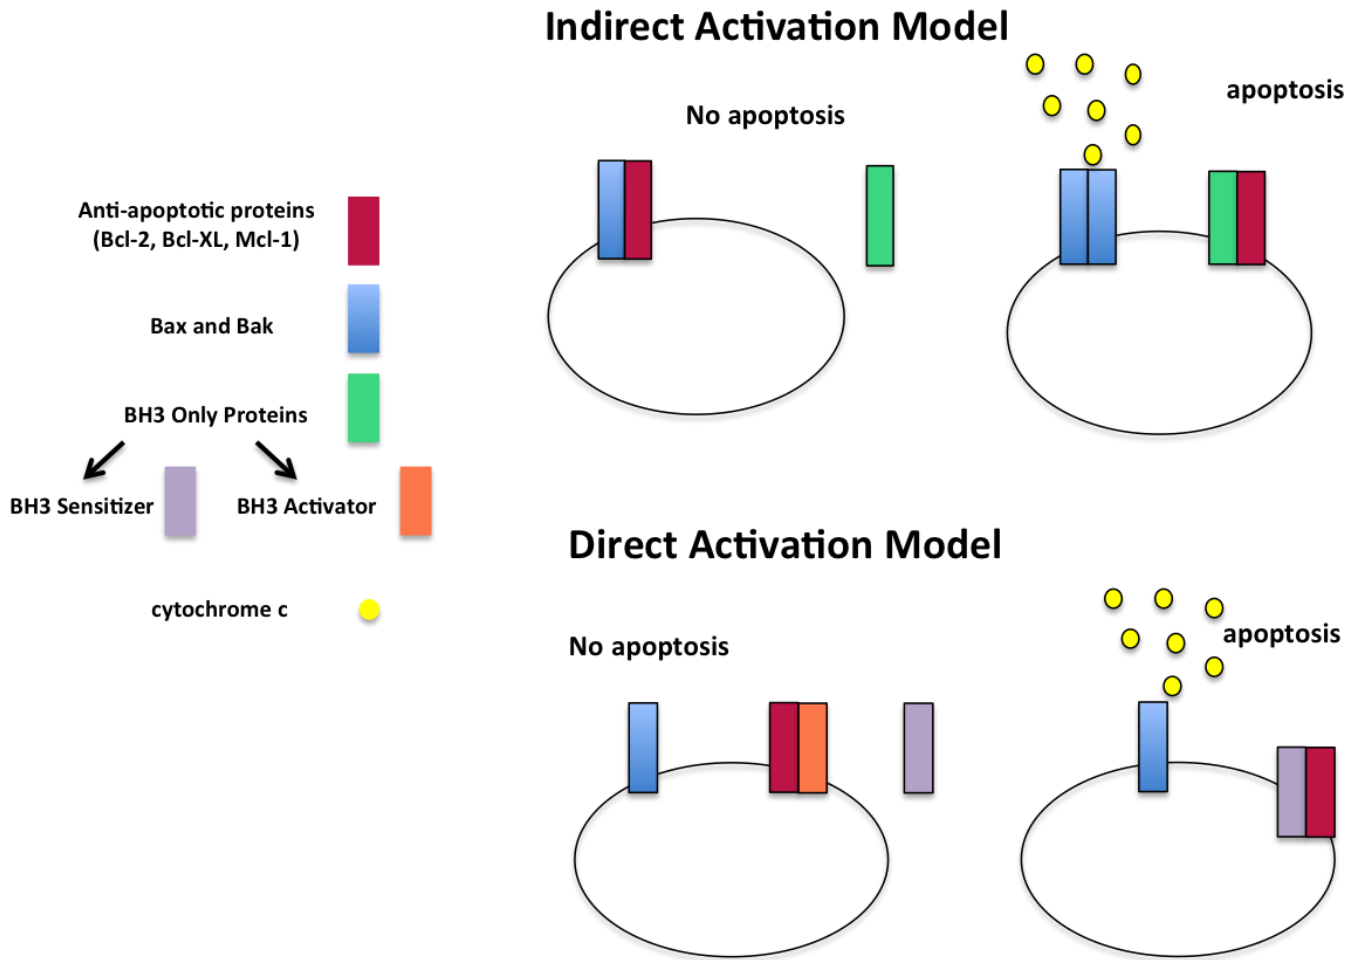 Indirect Activation Model
No apoptosis
apoptosis
Anti-apoptotic proteins
(Bcl-2, Bcl-XL, Mcl-1)
Bax and Bak
BH3 Only Proteins
BH3 Sensitizer
BH3 Activator
cytochrome c
Direct Activation Model
No apoptosis
apoptosis